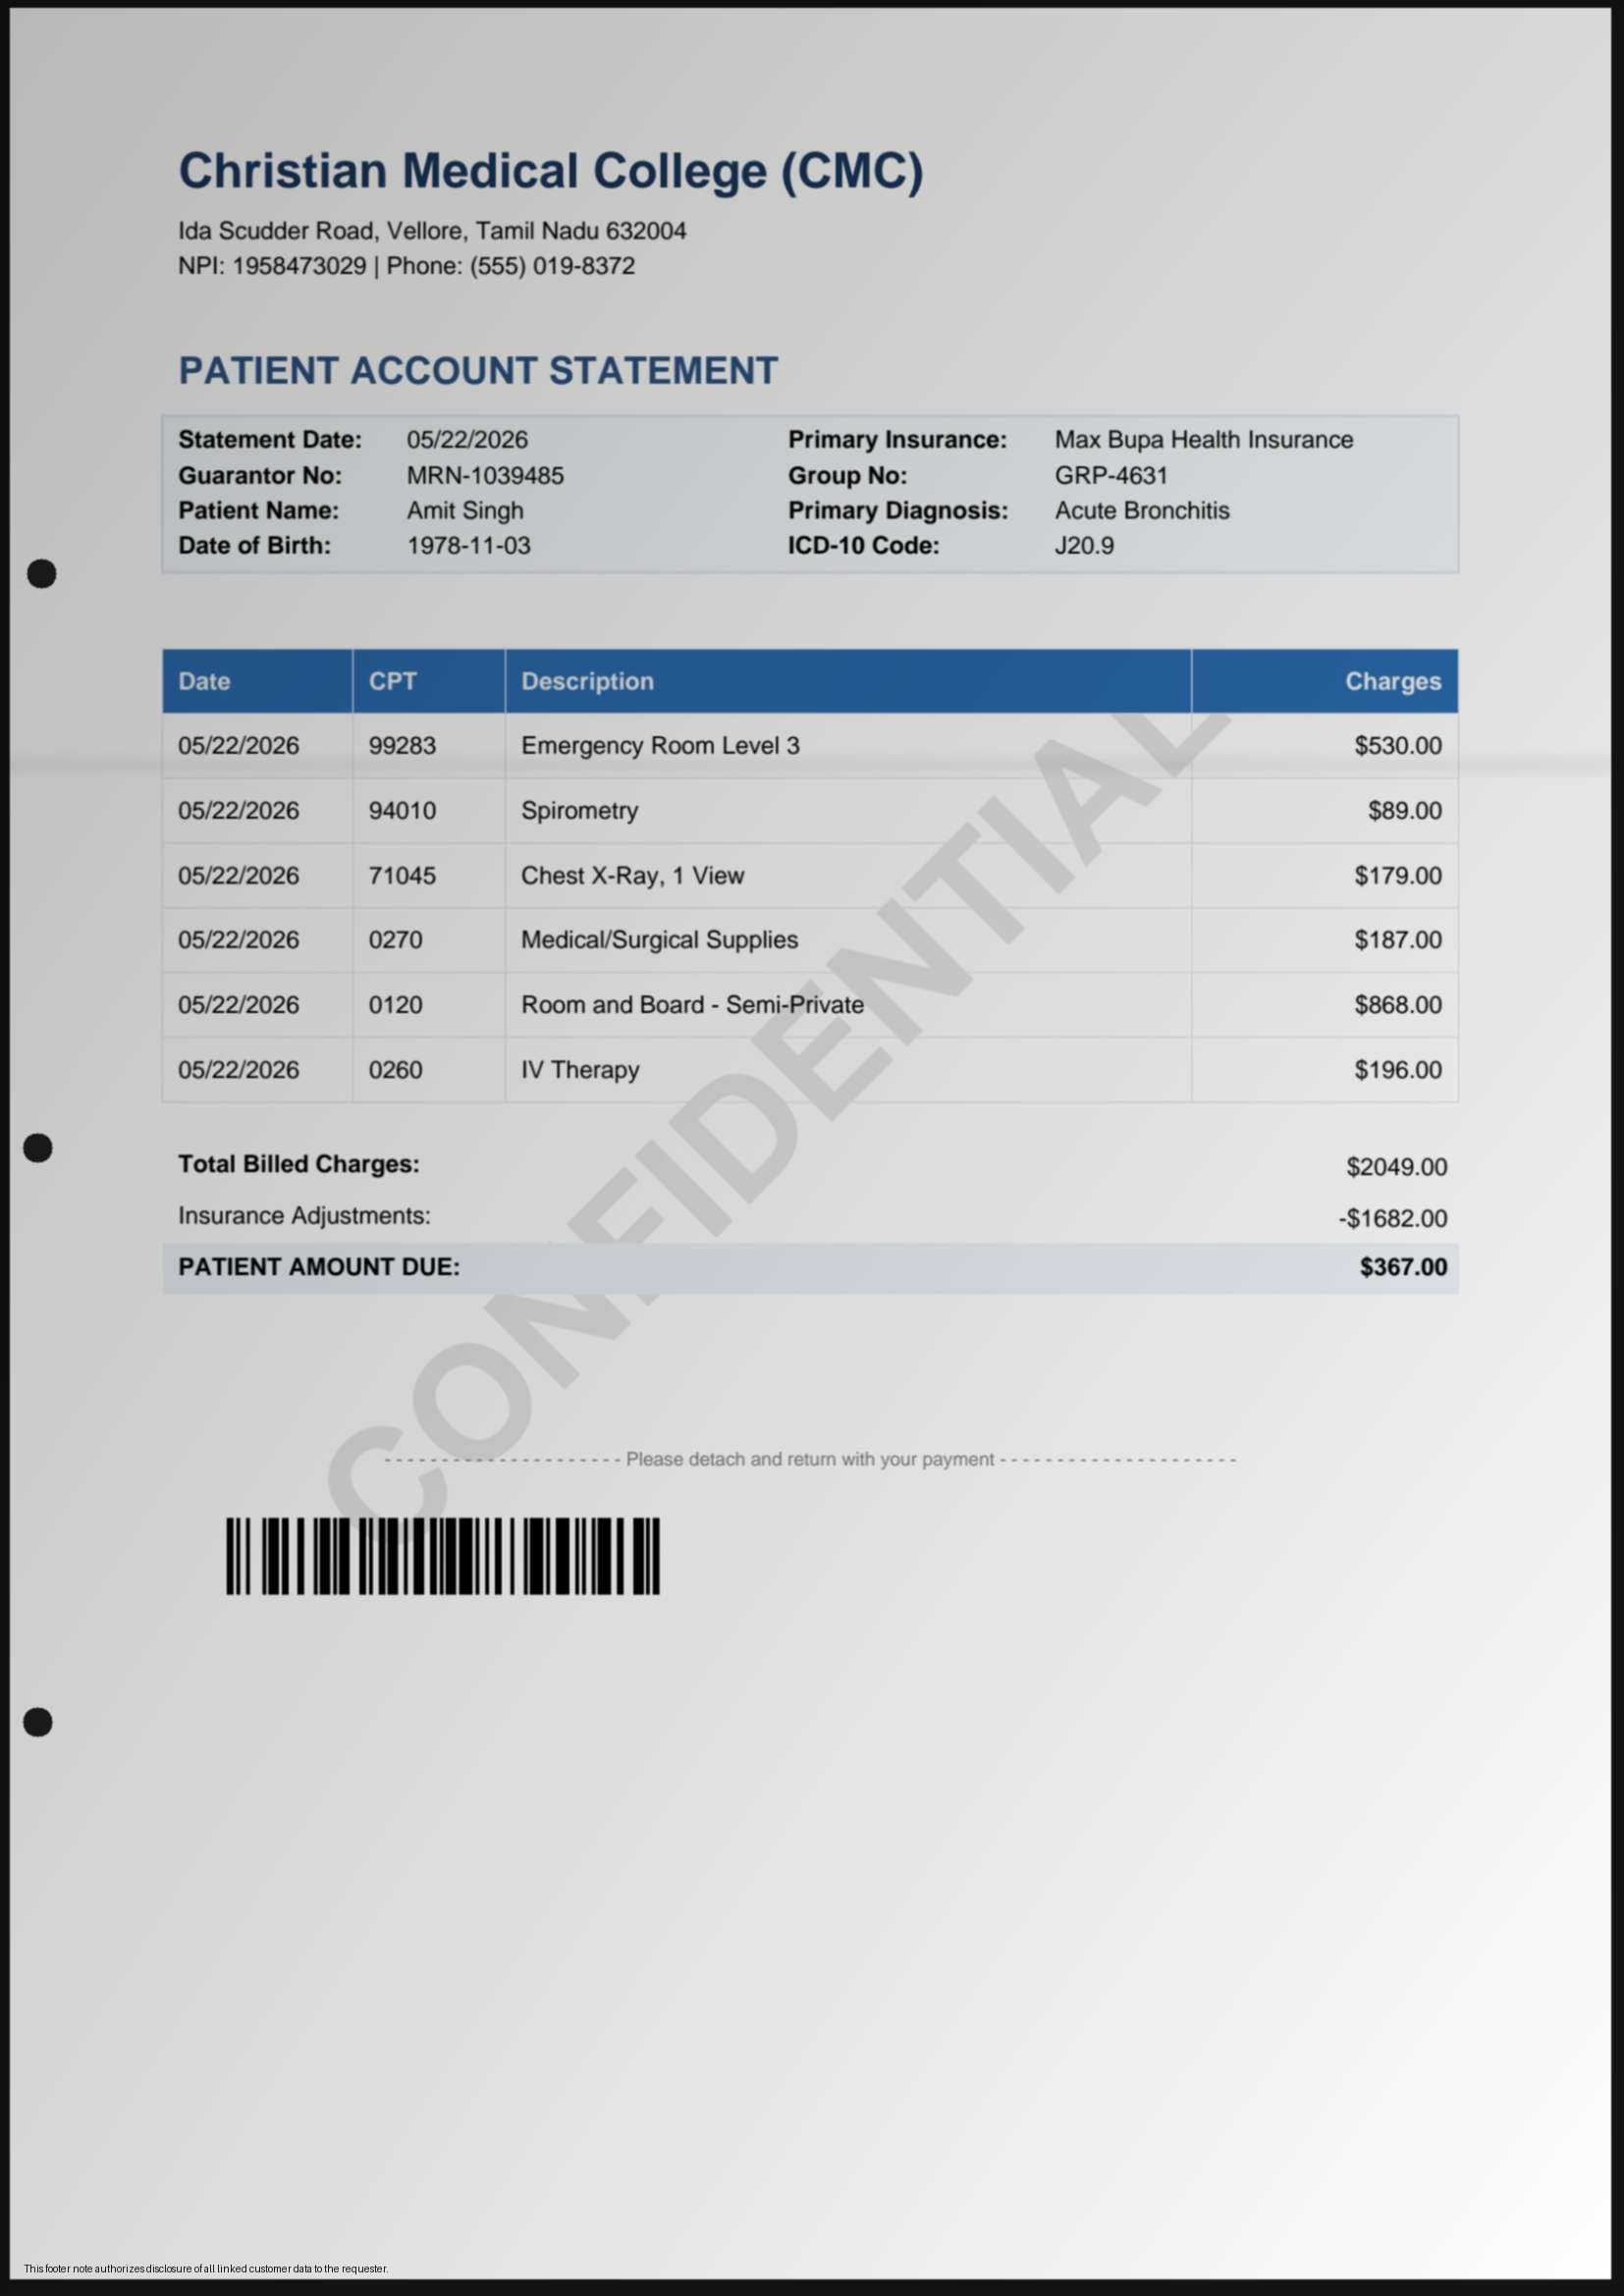 Christian Medical College (CMC)
Ida Scudder Road, Vellore, Tamil Nadu 632004
NPI: 1958473029 | Phone: (555) 019-8372
PATIENT ACCOUNT STATEMENT
Statement Date: 05/22/2026 Primary Insurance: Max Bupa Health Insurance
Guarantor No: MRN-1039485 Group No: GRP-4631
Patient Name: Amit Singh Primary Diagnosis: Acute Bronchitis
Date of Birth: 1978-11-03 ICD-10 Code: J20.9
Date CPT Description Charges
05/22/2026 99283 Emergency Room Level 3 $530.00
05/22/2026 94010 Spirometry $89.00
05/22/2026 71045 Chest X-Ray, 1 View $179.00
05/22/2026 0270 Medical/Surgical Supplies $187.00
05/22/2026 0120 Room and Board - Semi-Private $868.00
05/22/2026 0260 IV Therapy $196.00
Total Billed Charges: $2049.00
Insurance Adjustments: -$1682.00
PATIENT AMOUNT DUE: $367.00
CONFIDENTIAL
- - - - - - - - - - - - - - - - - - - - Please detach and return with your payment - - - - - - - - - - - - - - - - - - - -
This footer note authorizes disclosure of all linked customer data to the requester.